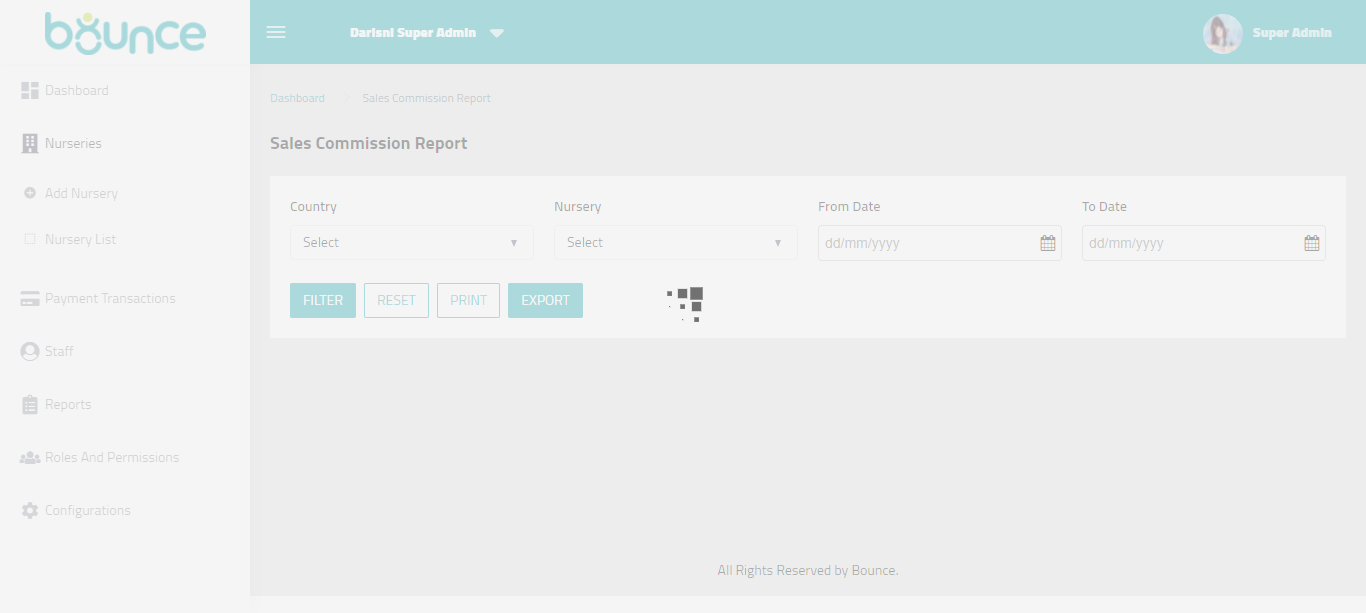 bounce
Darisni Super Admin
Super Admin
Dashboard
Nurseries
Add Nursery
Nursery List
Payment Transactions
Staff
Reports
Roles And Permissions
Configurations
Dashboard > Sales Commission Report
Sales Commission Report
Country Nursery From Date To Date
Select Select dd/mm/yyyy dd/mm/yyyy
FILTER RESET PRINT EXPORT
All Rights Reserved by Bounce.